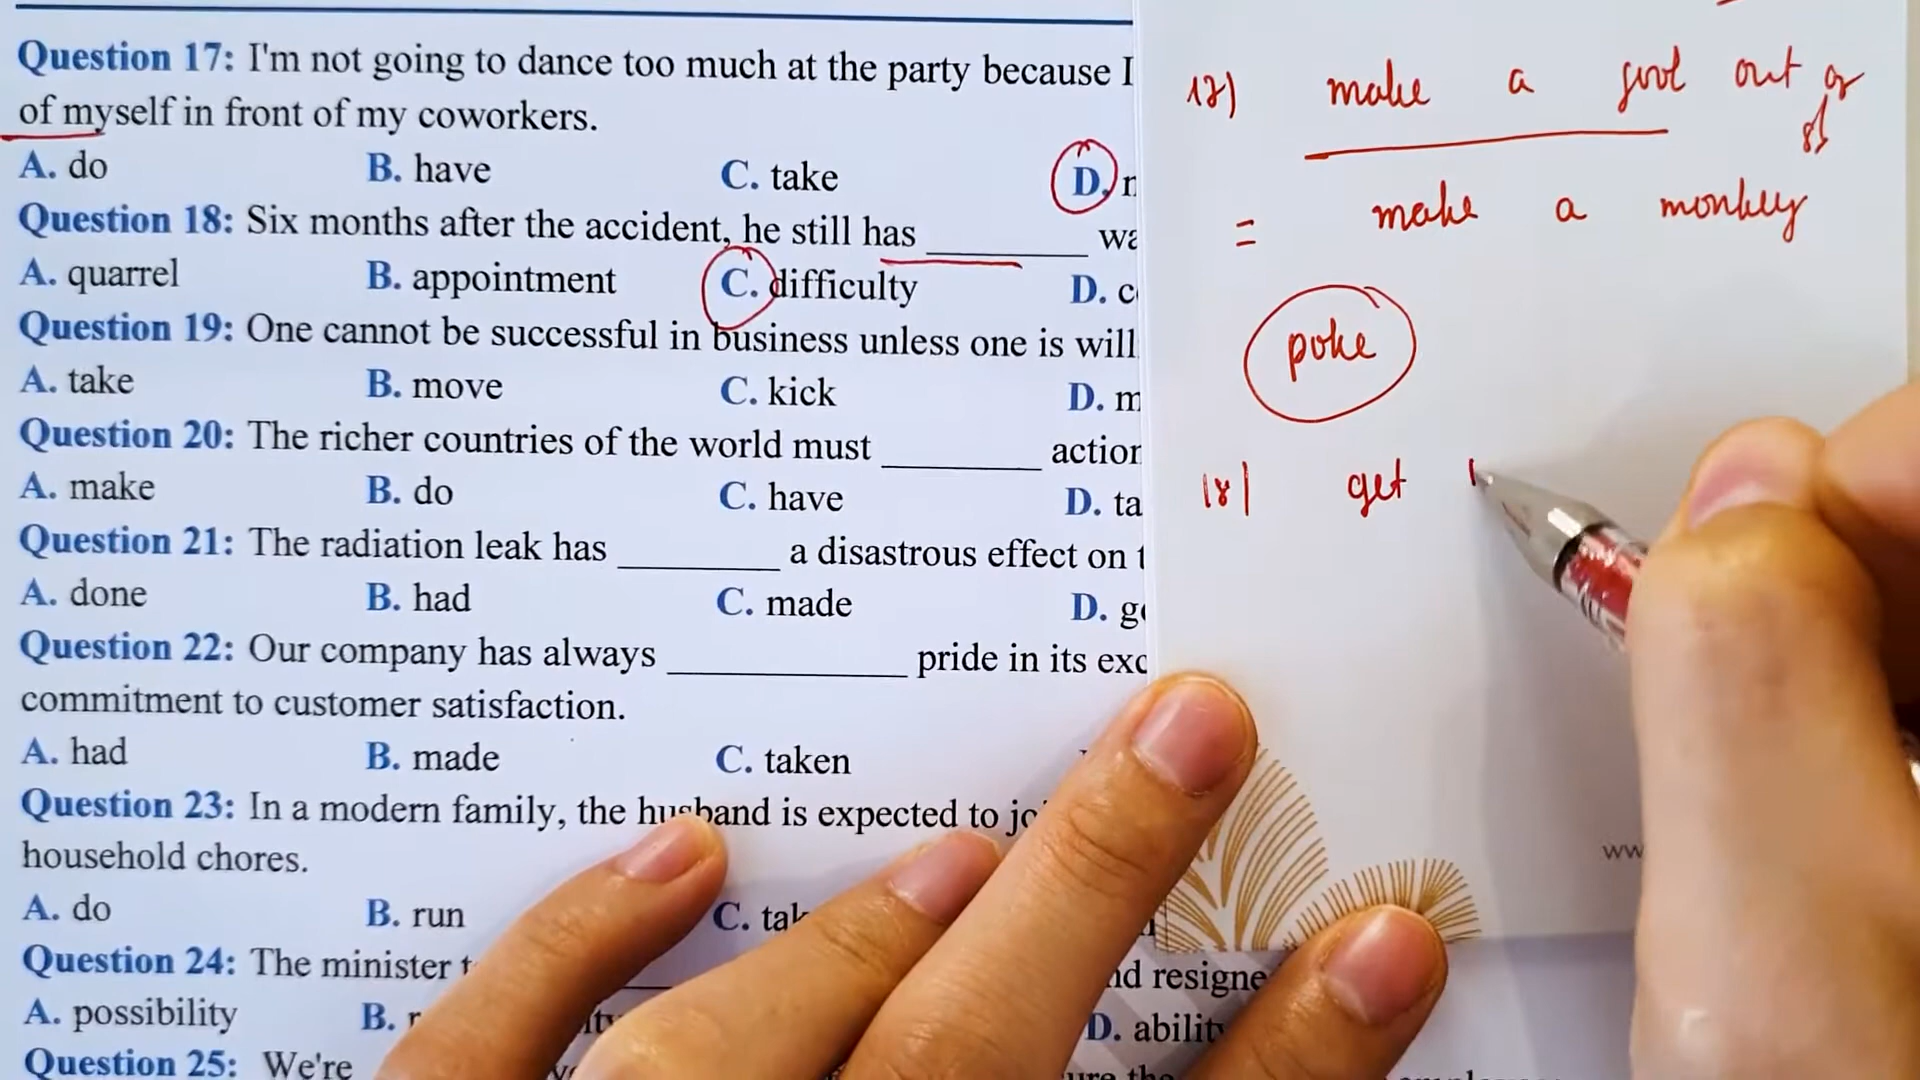 Question 17: I'm not going to dance too much at the party because I
of myself in front of my coworkers.
A. do B. have C. take D.
Question 18: Six months after the accident, he still has ________
A. quarrel B. appointment C. difficulty D.
Question 19: One cannot be successful in business unless one is will
A. take B. move C. kick D. m
Question 20: The richer countries of the world must ________ action
A. make B. do C. have D. ta
Question 21: The radiation leak has ________ a disastrous effect on t
A. done B. had C. made D. g
Question 22: Our company has always ____________ pride in its exc
commitment to customer satisfaction.
A. had B. made C. taken
Question 23: In a modern family, the husband is expected to jo
household chores.
A. do B. run C. tak
Question 24: The minister t nd resigne
A. possibility B. r ity D. ability
Question 25: We're
17) make a fool out of sb
= make a monkey
poke
18) get
ww